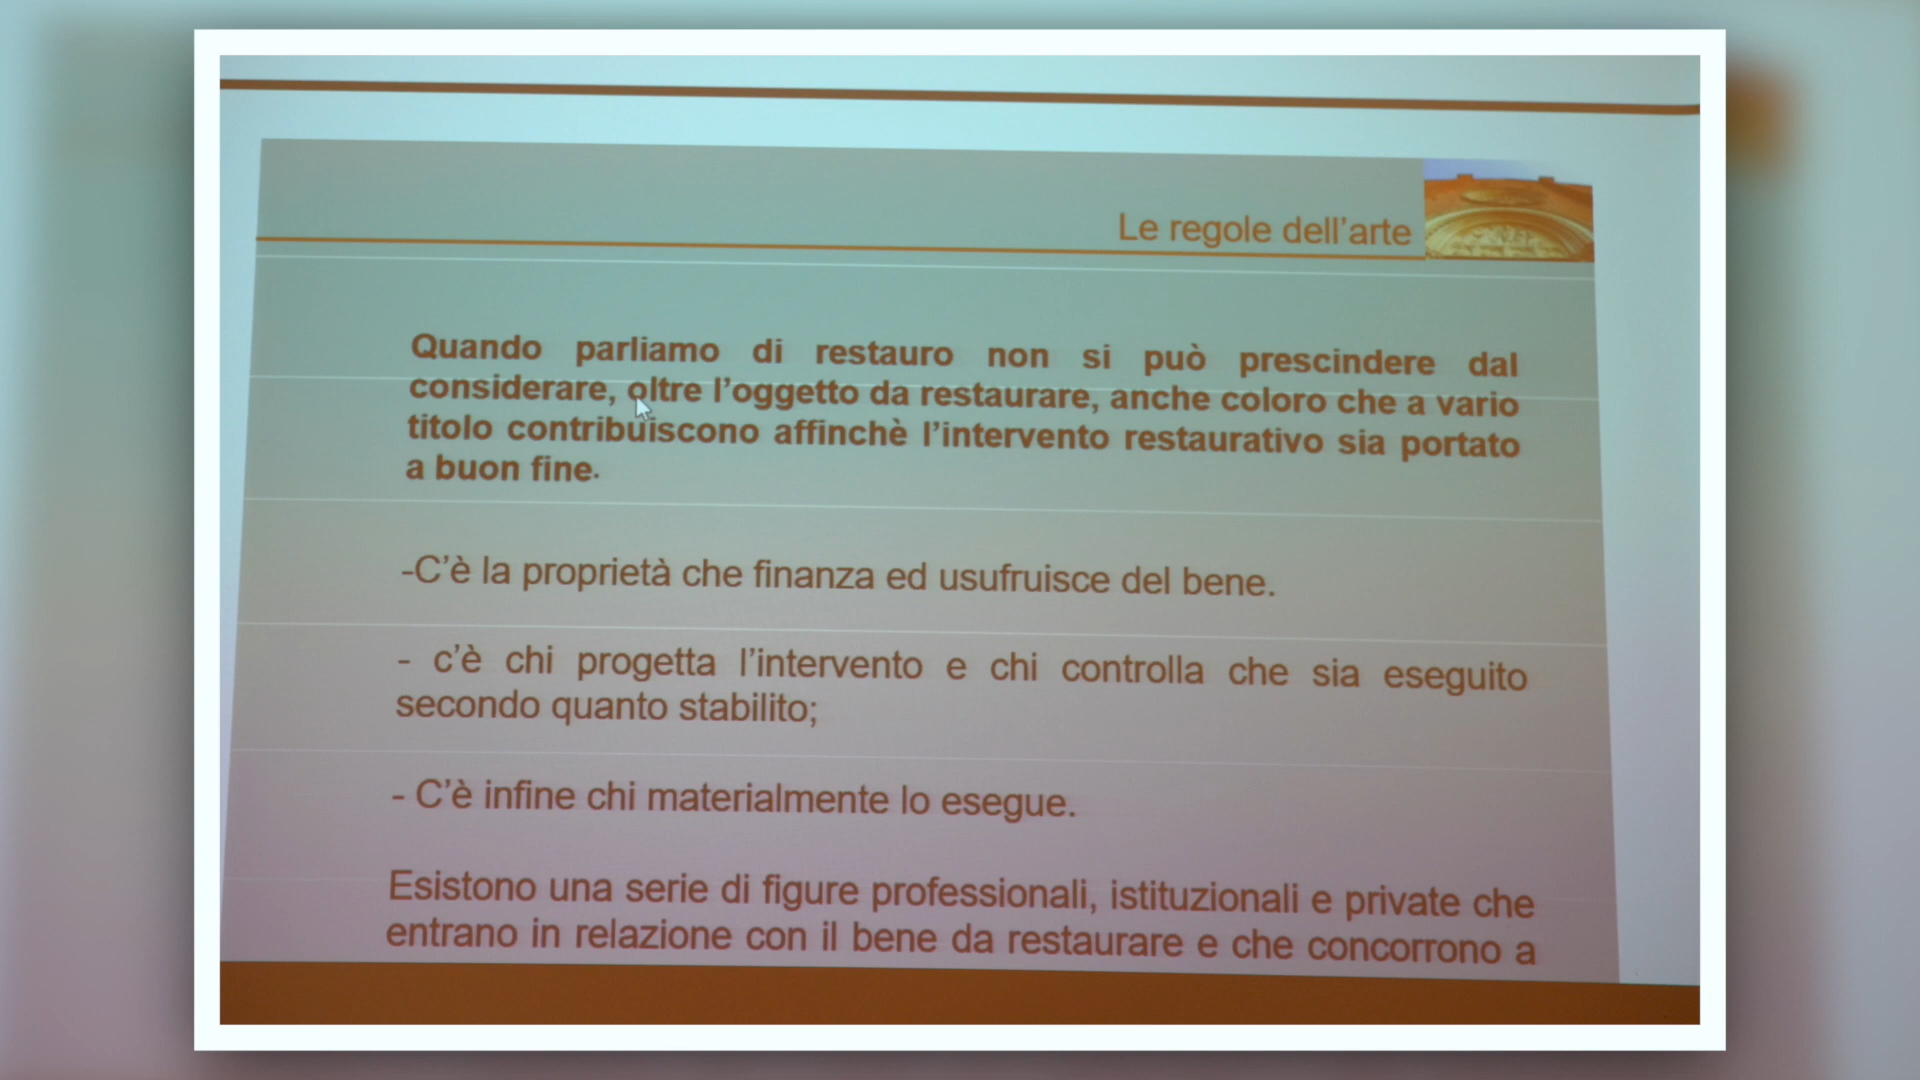 Le regole dell'arte
Quando parliamo di restauro non si può prescindere dal
considerare, oltre l'oggetto da restaurare, anche coloro che a vario
titolo contribuiscono affinchè l'intervento restaurativo sia portato
a buon fine.
-C'è la proprietà che finanza ed usufruisce del bene.
- c'è chi progetta l'intervento e chi controlla che sia eseguito
secondo quanto stabilito;
- C'è infine chi materialmente lo esegue.
Esistono una serie di figure professionali, istituzionali e private che
entrano in relazione con il bene da restaurare e che concorrono a